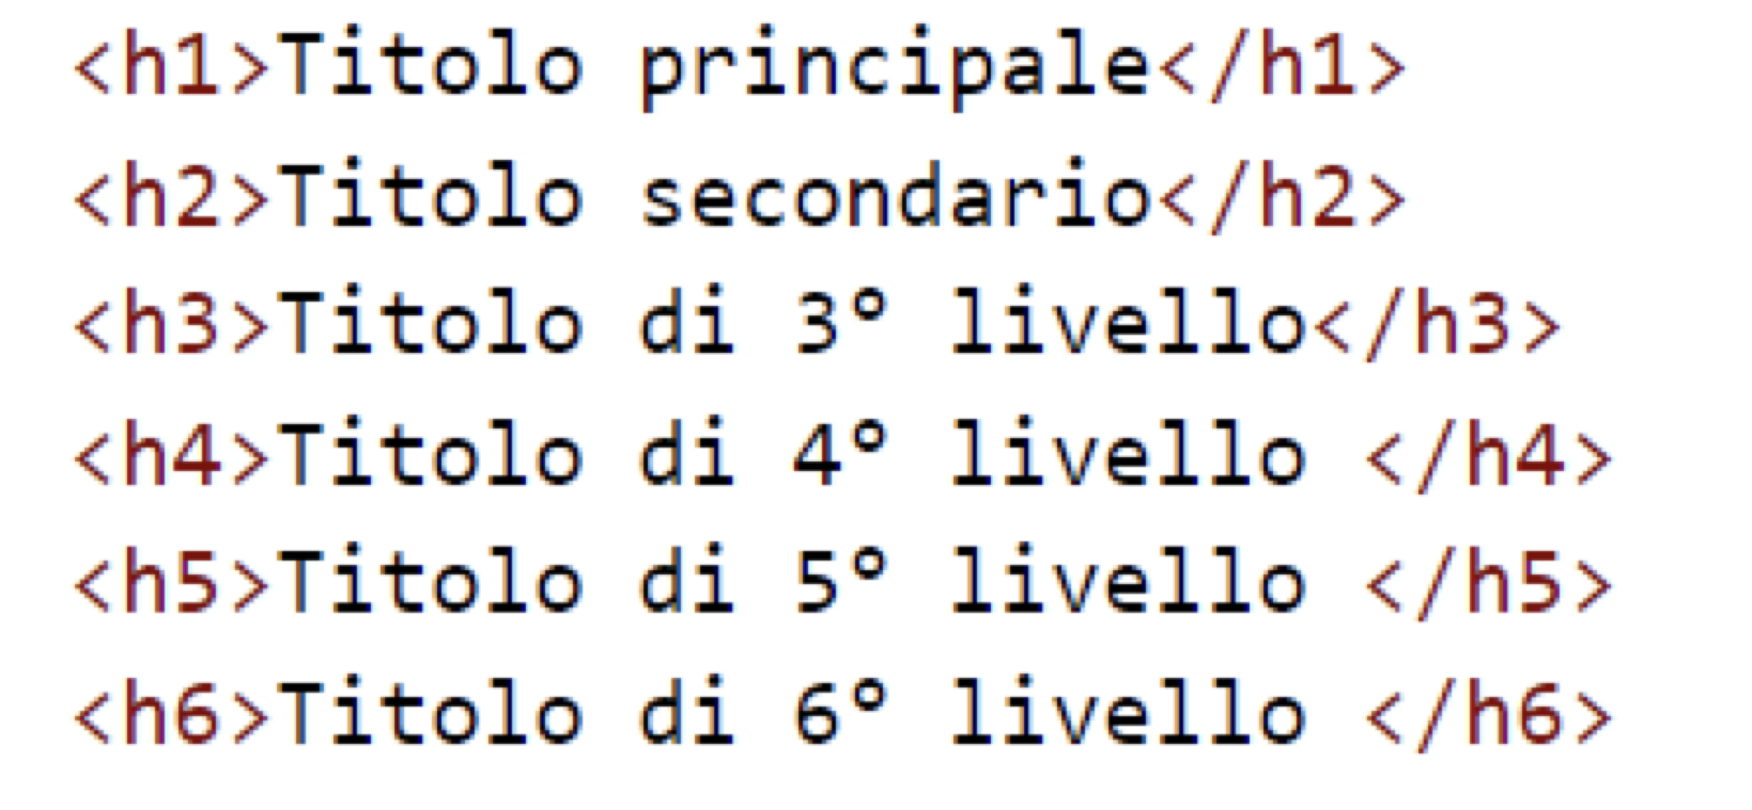 <h1>Titolo principale</h1>
<h2>Titolo secondario</h2>
<h3>Titolo di 3° livello</h3>
<h4>Titolo di 4° livello </h4>
<h5>Titolo di 5° livello </h5>
<h6>Titolo di 6° livello </h6>